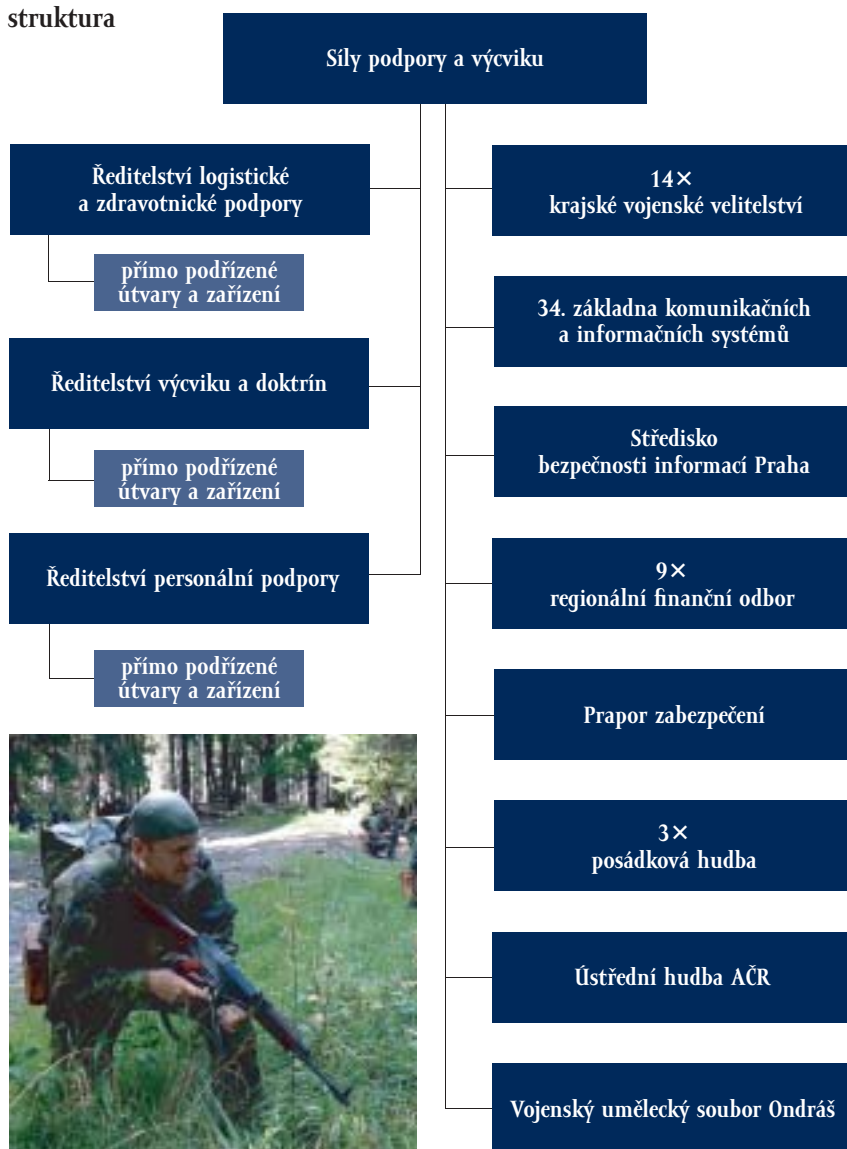 struktura
Síly podpory a výcviku
Ředitelství logistické
a zdravotnické podpory
přímo podřízené
útvary a zařízení
Ředitelství výcviku a doktrín
přímo podřízené
útvary a zařízení
Ředitelství personální podpory
přímo podřízené
útvary a zařízení
14×
krajské vojenské velitelství
34. základna komunikačních
a informačních systémů
Středisko
bezpečnosti informací Praha
9×
regionální finanční odbor
Prapor zabezpečení
3×
posádková hudba
Ústřední hudba AČR
Vojenský umělecký soubor Ondráš